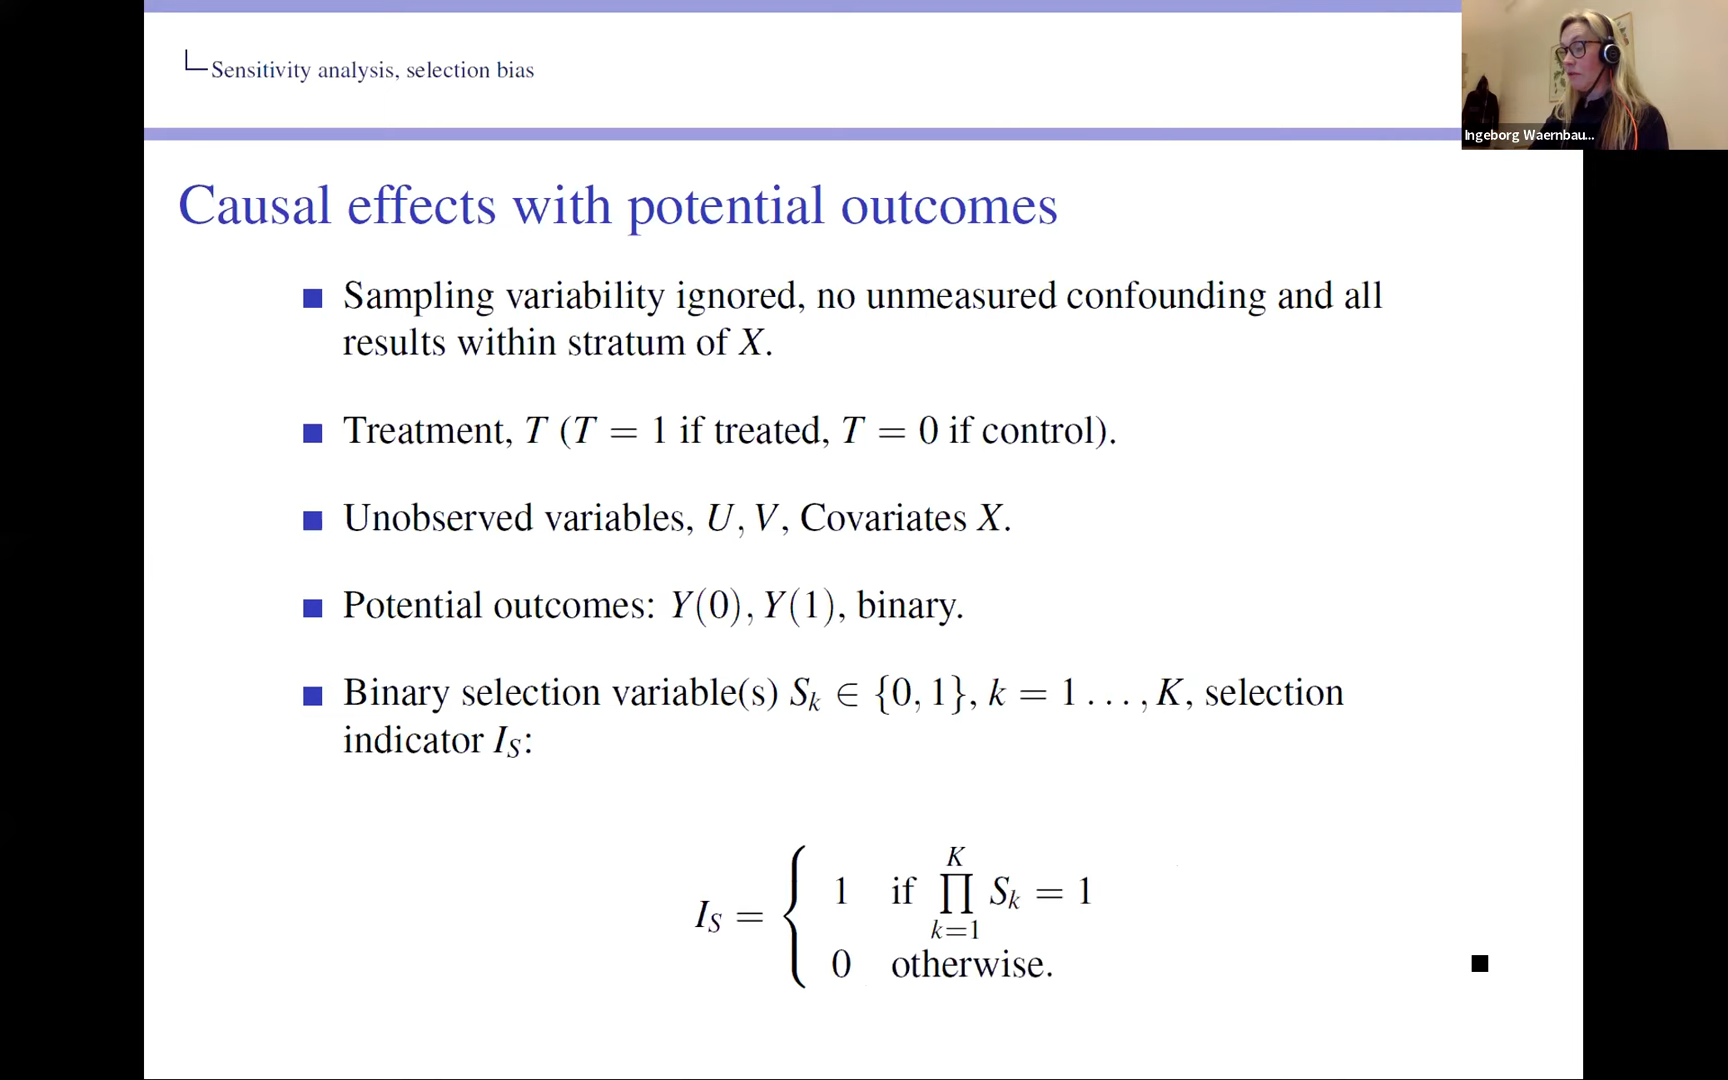 Sensitivity analysis, selection bias
Ingeborg Waernbau...
Causal effects with potential outcomes
Sampling variability ignored, no unmeasured confounding and all
results within stratum of X.
Treatment, T (T = 1 if treated, T = 0 if control).
Unobserved variables, U, V, Covariates X.
Potential outcomes: Y(0), Y(1), binary.
Binary selection variable(s) S_k ∈ {0, 1}, k = 1 . . . , K, selection
indicator I_S:
I_S = { 1 if ∏_{k=1}^{K} S_k = 1
0 otherwise.